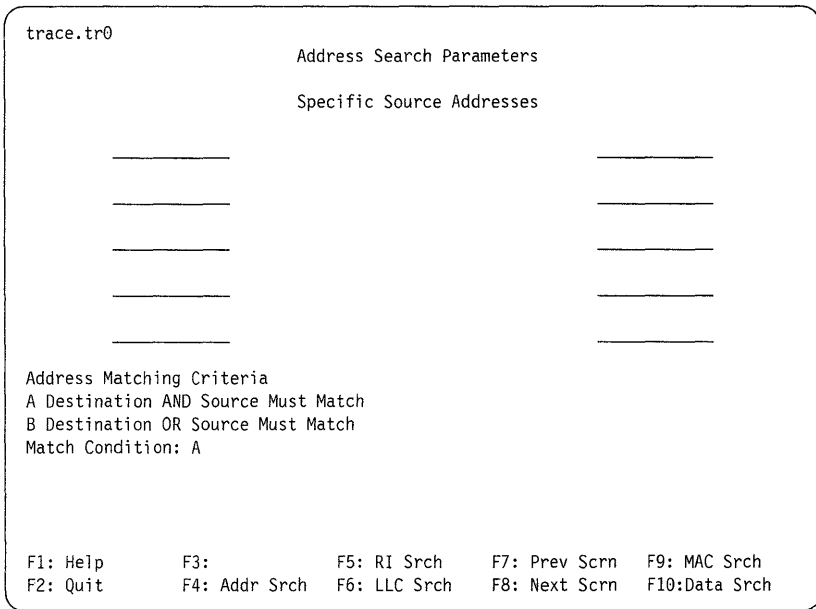 trace.tr0
Address Search Parameters
Specific Source Addresses
Address Matching Criteria
A Destination AND Source Must Match
B Destination OR Source Must Match
Match Condition: A
F1: Help F3: F5: RI Srch F7: Prev Scrn F9: MAC Srch
F2: Quit F4: Addr Srch F6: LLC Srch F8: Next Scrn F10:Data Srch